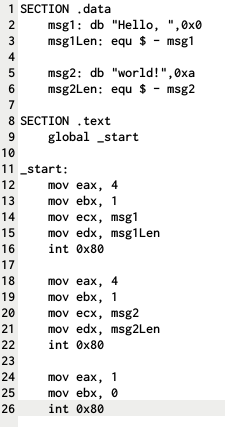 1 SECTION .data
2     msg1: db "Hello, ",0x0
3     msg1Len: equ $ - msg1
4
5     msg2: db "world!",0xa
6     msg2Len: equ $ - msg2
7
8 SECTION .text
9     global _start
10
11 _start:
12     mov eax, 4
13     mov ebx, 1
14     mov ecx, msg1
15     mov edx, msg1Len
16     int 0x80
17
18     mov eax, 4
19     mov ebx, 1
20     mov ecx, msg2
21     mov edx, msg2Len
22     int 0x80
23
24     mov eax, 1
25     mov ebx, 0
26     int 0x80